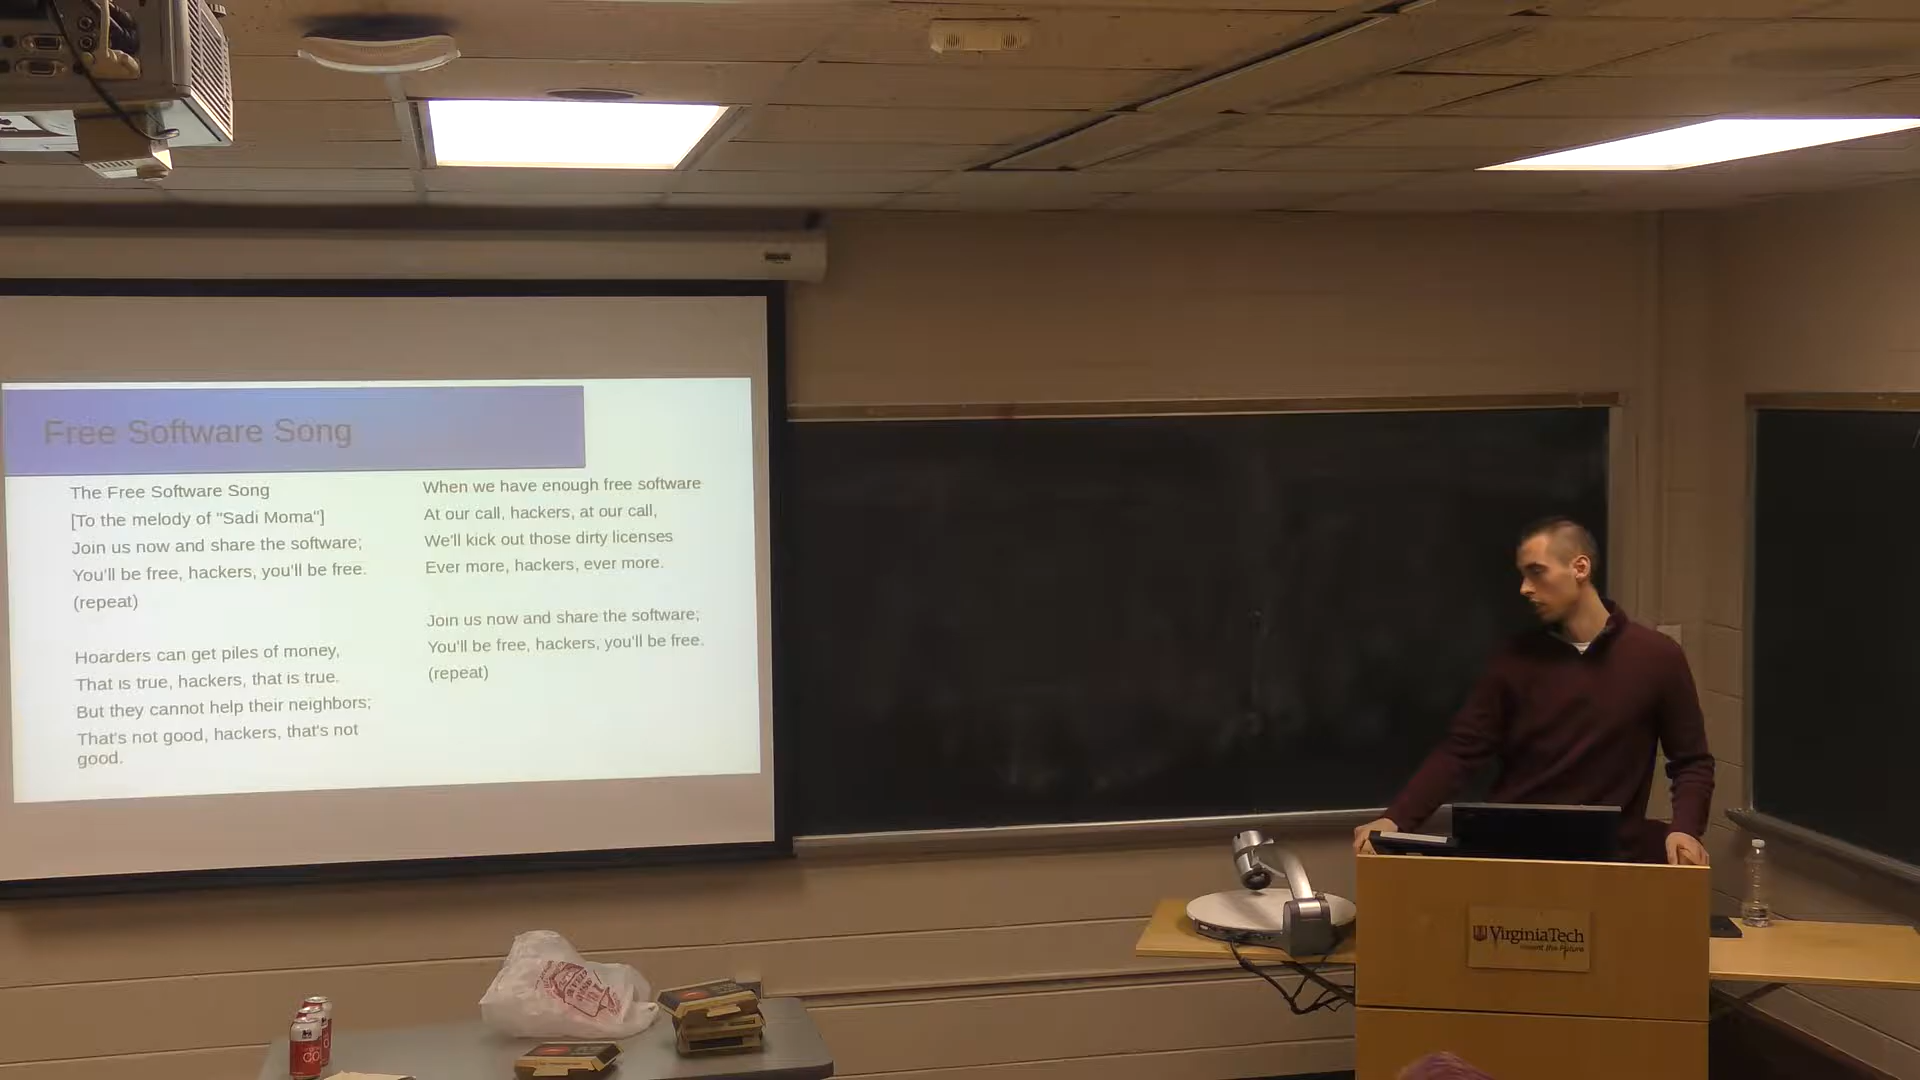 Free Software Song
The Free Software Song
[To the melody of "Sadi Moma"]
Join us now and share the software;
You'll be free, hackers, you'll be free.
(repeat)
Hoarders can get piles of money,
That is true, hackers, that is true.
But they cannot help their neighbors;
That's not good, hackers, that's not
good.
When we have enough free software
At our call, hackers, at our call,
We'll kick out those dirty licenses
Ever more, hackers, ever more.
Join us now and share the software;
You'll be free, hackers, you'll be free.
(repeat)
VirginiaTech
Invent the Future
CO